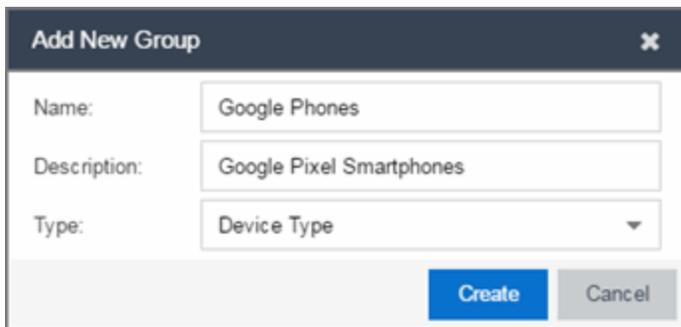 Add New Group
Name: Google Phones
Description: Google Pixel Smartphones
Type: Device Type
Create Cancel